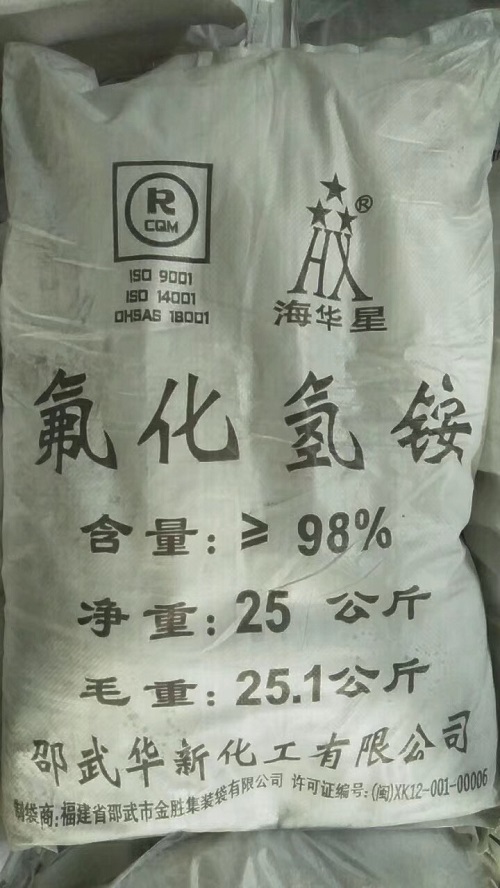 R
CQM
ISO 9001
ISO 14001
OHSAS 18001
HX®
海华星
氟化氢铵
含量：≥ 98%
净重：25 公斤
毛重：25.1公斤
邵武华新化工有限公司
制袋商：福建省邵武市金胜集装袋有限公司 许可证编号：(闽)XK12-001-00006